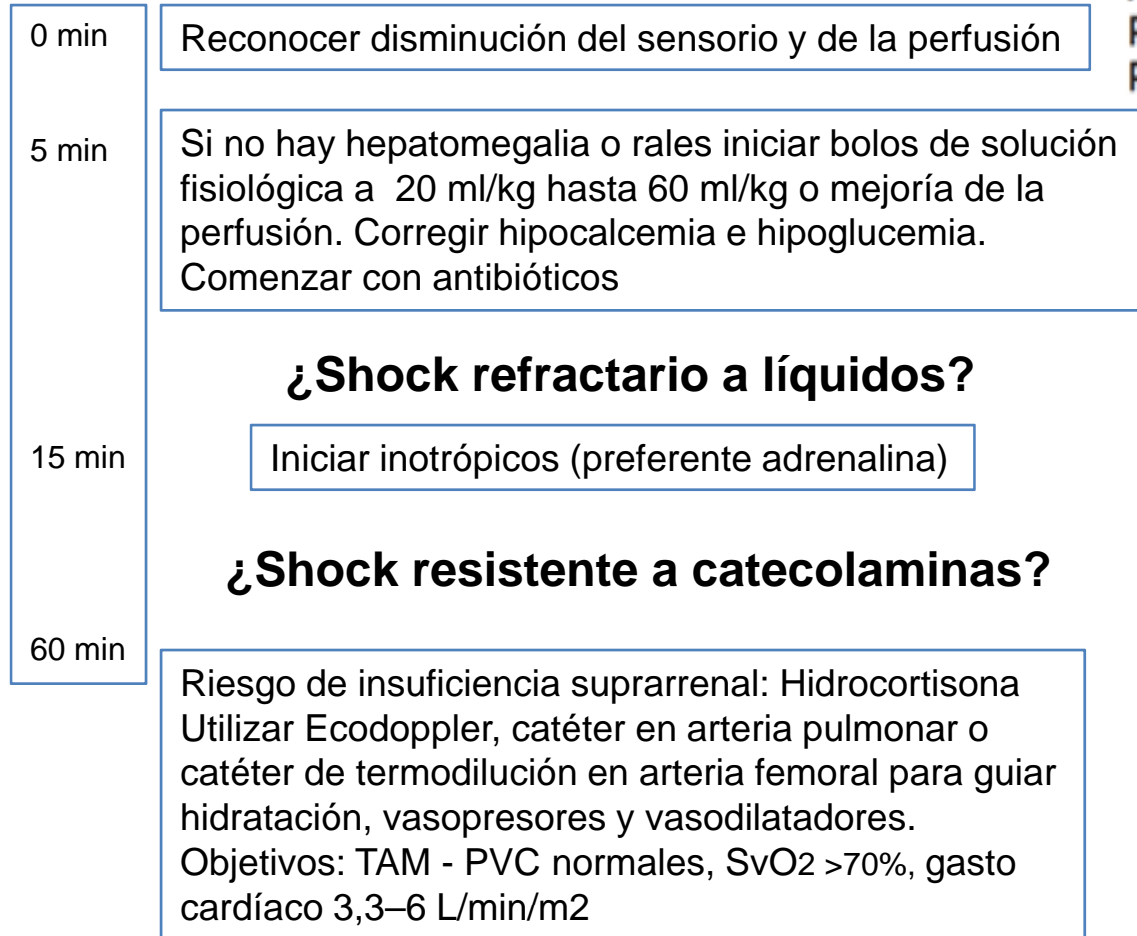 0 min
Reconocer disminución del sensorio y de la perfusión
5 min
Si no hay hepatomegalia o rales iniciar bolos de solución
fisiológica a 20 ml/kg hasta 60 ml/kg o mejoría de la
perfusión. Corregir hipocalcemia e hipoglucemia.
Comenzar con antibióticos
¿Shock refractario a líquidos?
15 min
Iniciar inotrópicos (preferente adrenalina)
¿Shock resistente a catecolaminas?
60 min
Riesgo de insuficiencia suprarrenal: Hidrocortisona
Utilizar Ecodoppler, catéter en arteria pulmonar o
catéter de termodilución en arteria femoral para guiar
hidratación, vasopresores y vasodilatadores.
Objetivos: TAM - PVC normales, SvO2 >70%, gasto
cardíaco 3,3–6 L/min/m2